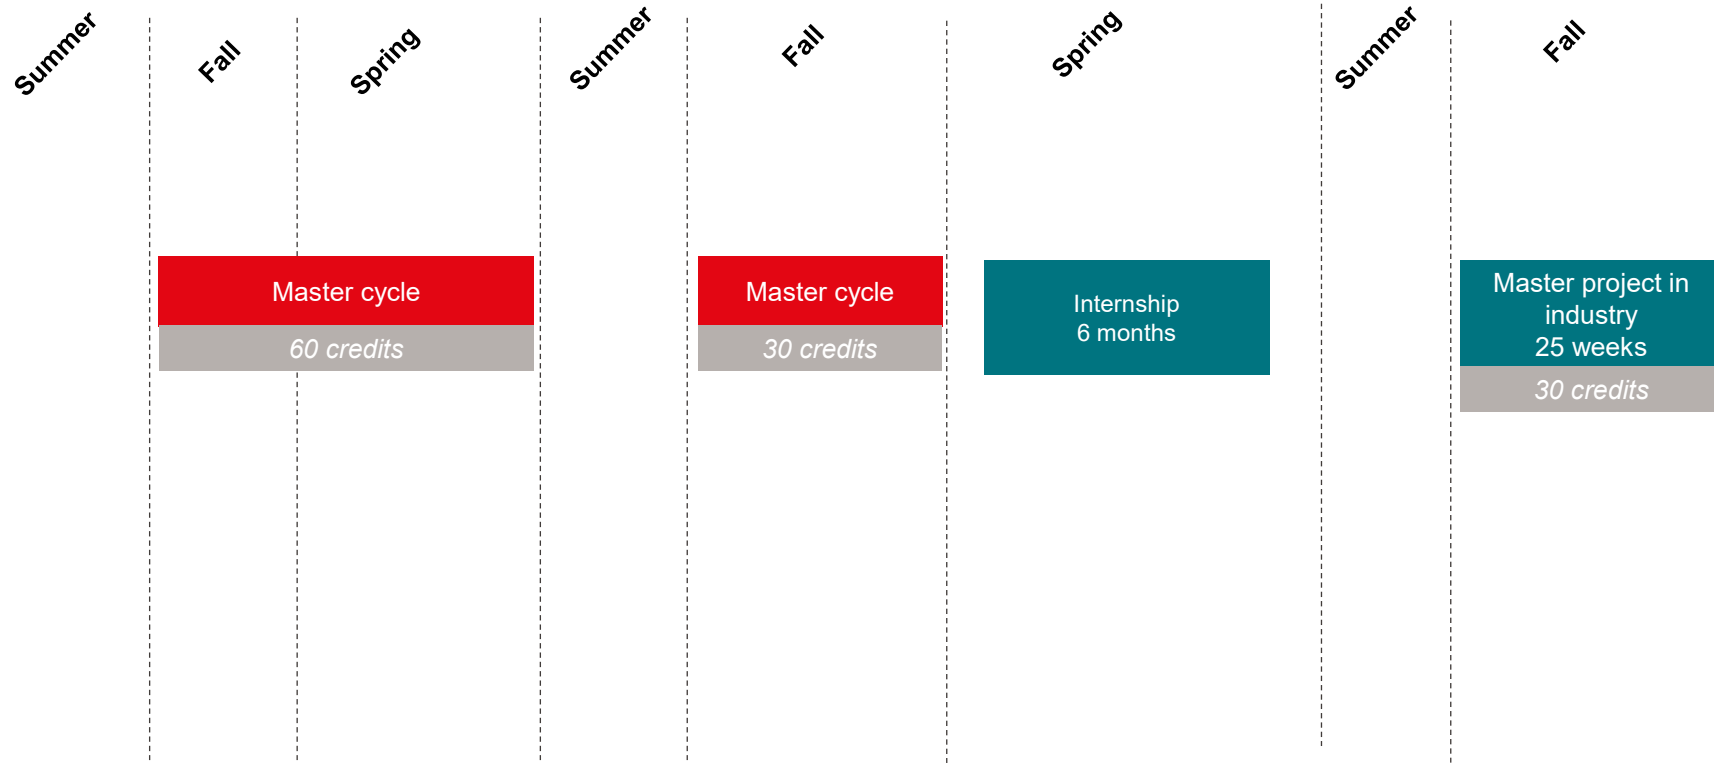 Summer
Fall
Spring
Summer
Fall
Spring
Summer
Fall
Master cycle
60 credits
Master cycle
30 credits
Internship
6 months
Master project in
industry
25 weeks
30 credits